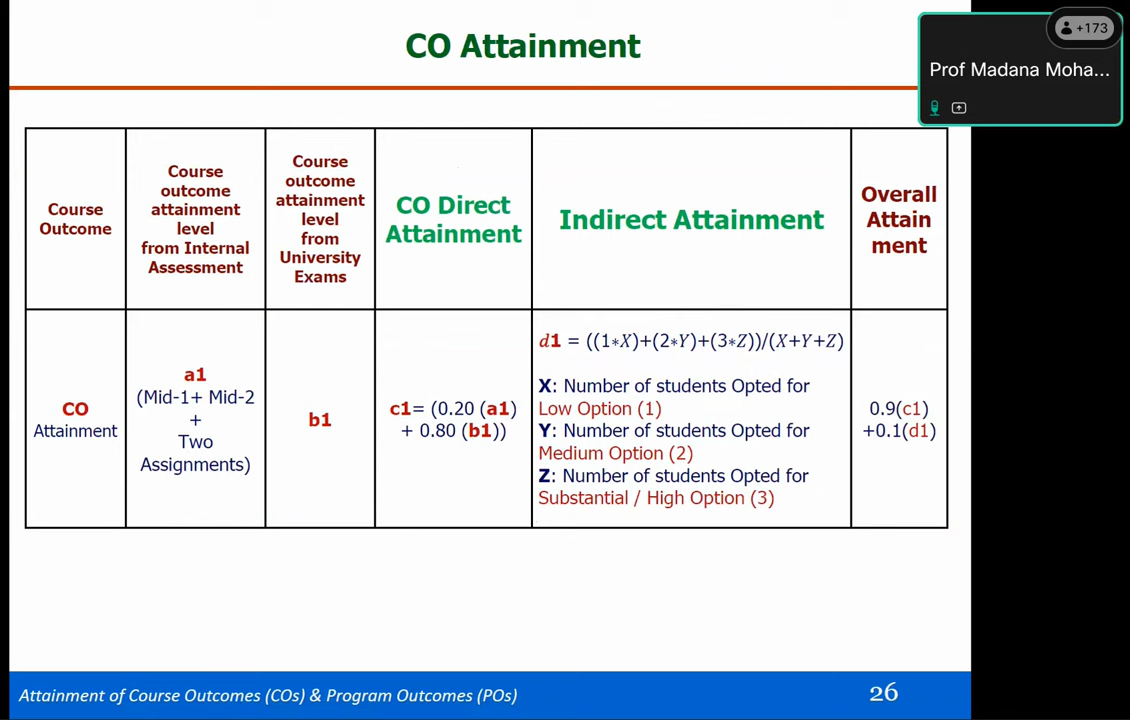 CO Attainment
+173
Prof Madana Moha...
Course
Outcome
Course
outcome
attainment
level
from Internal
Assessment
Course
outcome
attainment
level
from
University
Exams
CO Direct
Attainment
Indirect Attainment
Overall
Attain
ment
CO
Attainment
a1
(Mid-1+ Mid-2
+
Two
Assignments)
b1
c1= (0.20 (a1)
+ 0.80 (b1))
d1 = ((1*X)+(2*Y)+(3*Z))/(X+Y+Z)
X: Number of students Opted for
Low Option (1)
Y: Number of students Opted for
Medium Option (2)
Z: Number of students Opted for
Substantial / High Option (3)
0.9(c1)
+0.1(d1)
Attainment of Course Outcomes (COs) & Program Outcomes (POs)
26